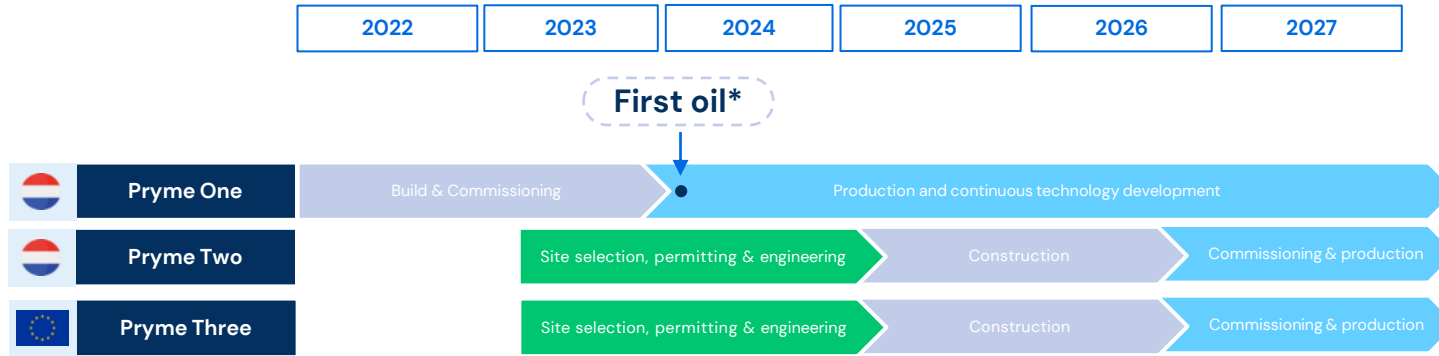 2022 2023 2024 2025 2026 2027
First oil*
Pryme One Build & Commissioning Production and continuous technology development
Pryme Two Site selection, permitting & engineering Construction Commissioning & production
Pryme Three Site selection, permitting & engineering Construction Commissioning & production